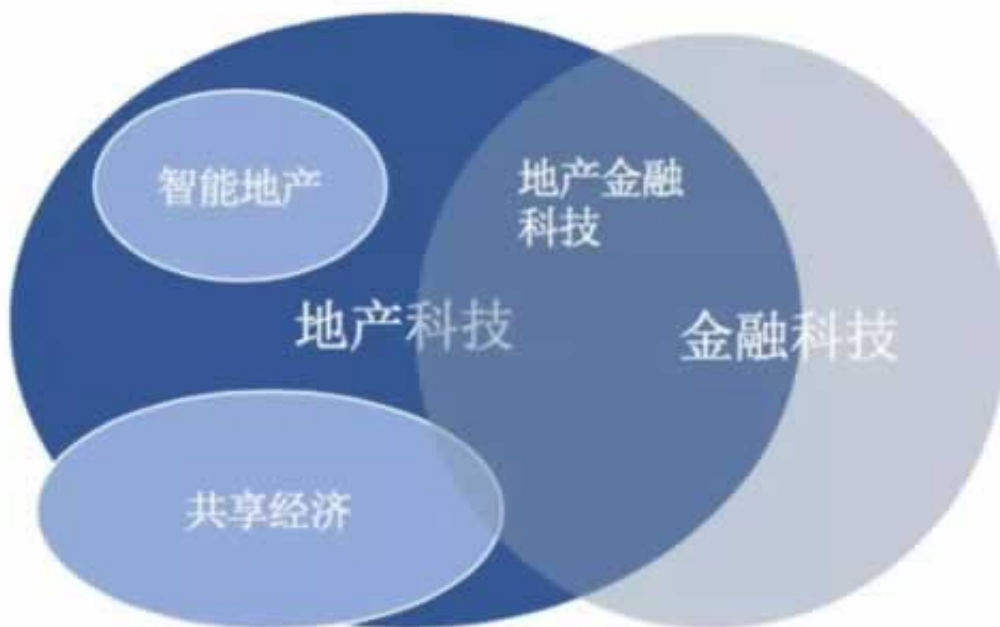 智能地产
地产金融
科技
地产科技
金融科技
共享经济